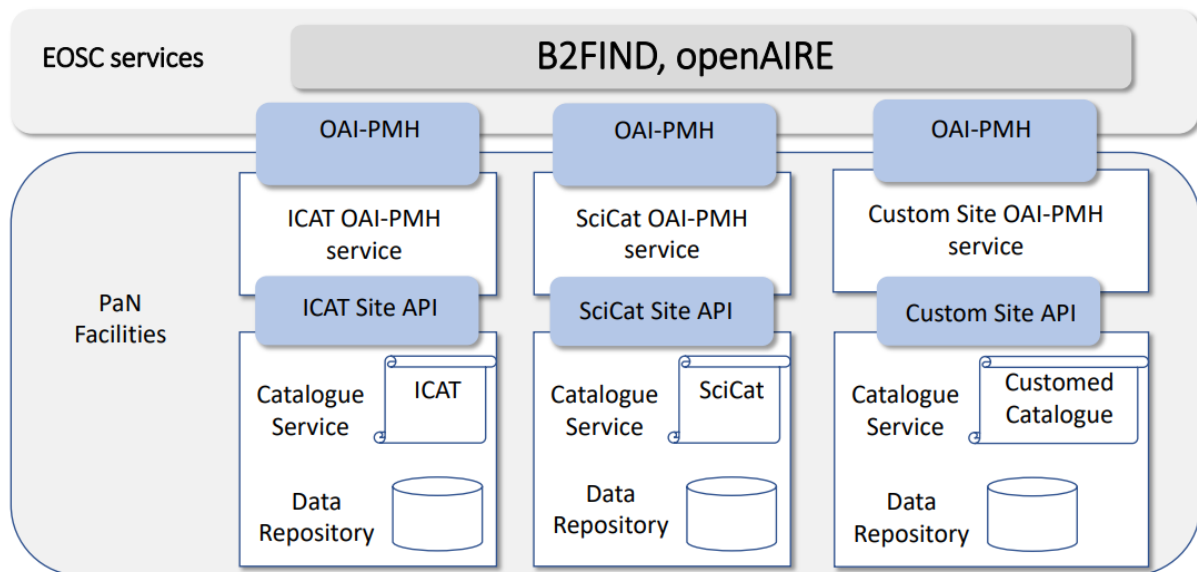 EOSC services
B2FIND, openAIRE
OAI-PMH
OAI-PMH
OAI-PMH
ICAT OAI-PMH
service
SciCat OAI-PMH
service
Custom Site OAI-PMH
service
PaN
Facilities
ICAT Site API
SciCat Site API
Custom Site API
Catalogue
Service
ICAT
Catalogue
Service
SciCat
Catalogue
Service
Customed
Catalogue
Data
Repository
Data
Repository
Data
Repository